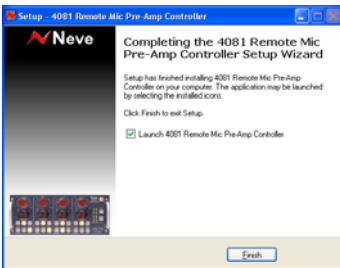 Setup - 4081 Remote Mic Pre-Amp Controller
Neve
Completing the 4081 Remote Mic
Pre-Amp Controller Setup Wizard
Setup has finished installing 4081 Remote Mic Pre-Amp
Controller on your computer. The application may be launched
by selecting the installed icons.
Click Finish to exit Setup.
Launch 4081 Remote Mic Pre-Amp Controller
Finish